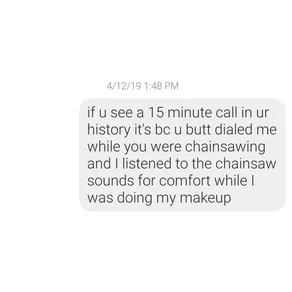 4/12/19 1:48 PM
if u see a 15 minute call in ur
history it's bc u butt dialed me
while you were chainsawing
and I listened to the chainsaw
sounds for comfort while I
was doing my makeup